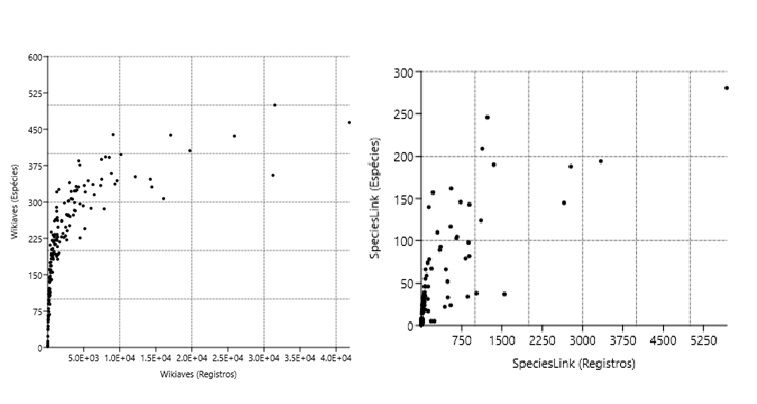 600
525
450
375
300
225
150
75
0
Wikiaves (Espécies)
5.0E+03 1.0E+04 1.5E+04 2.0E+04 2.5E+04 3.0E+04 3.5E+04 4.0E+04
Wikiaves (Registros)
300
250
200
150
100
50
0
SpeciesLink (Espécies)
750 1500 2250 3000 3750 4500 5250
SpeciesLink (Registros)